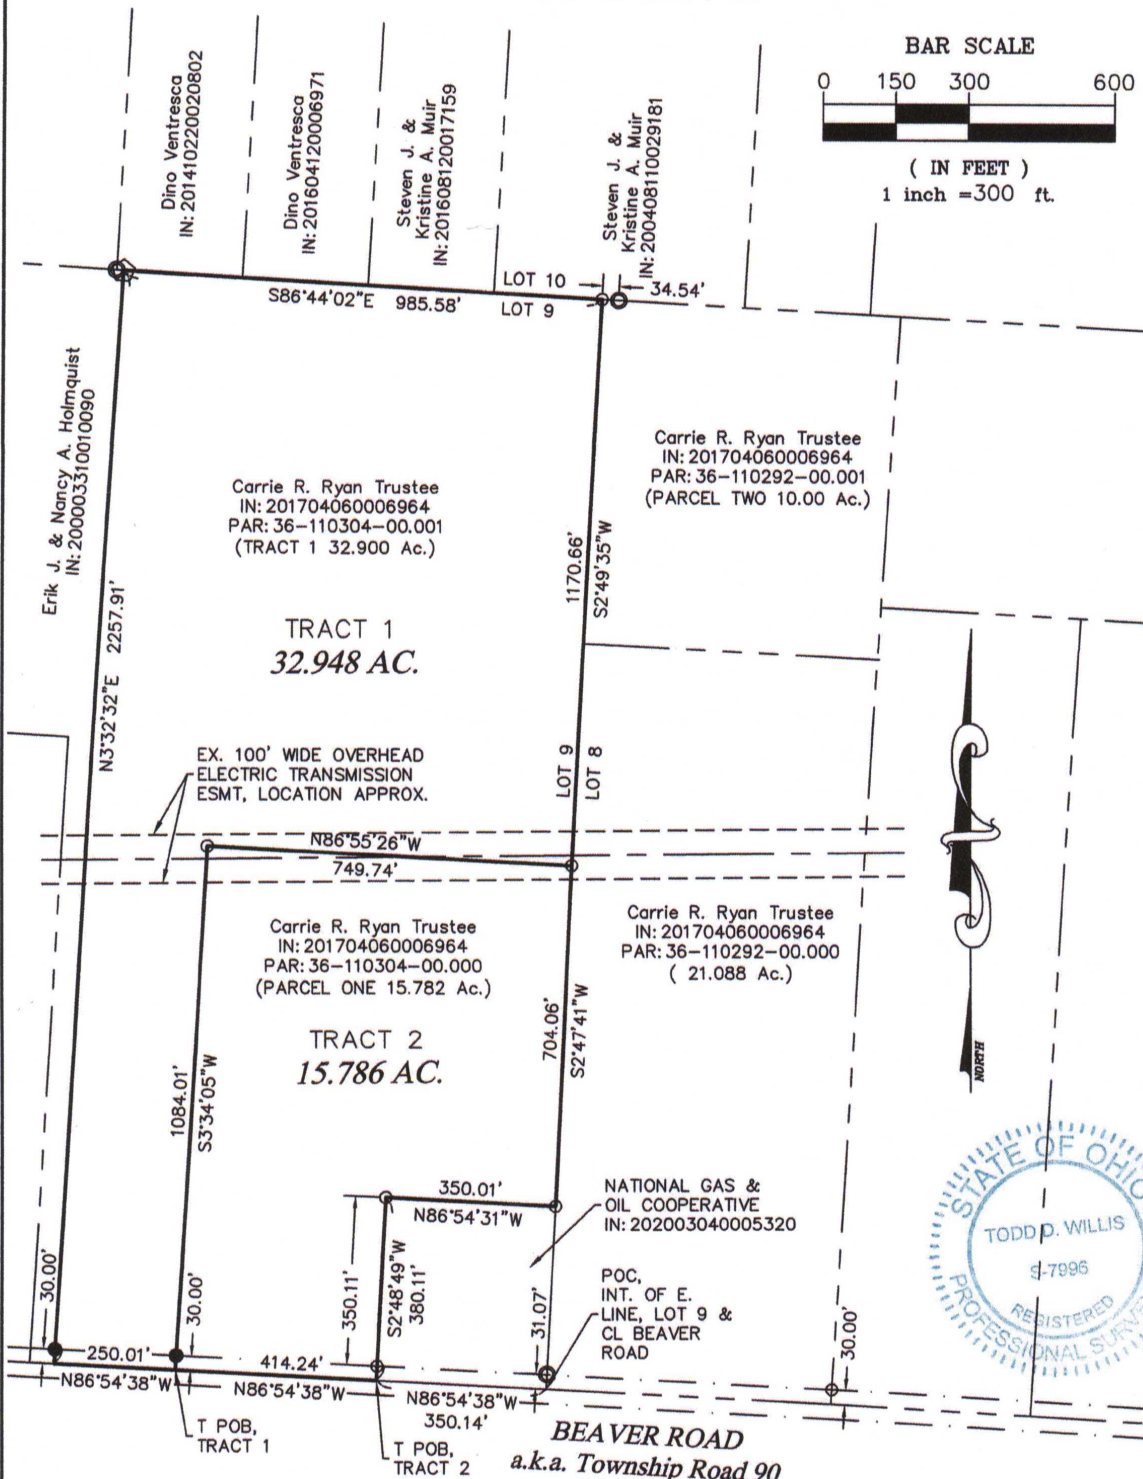 BAR SCALE
0 150 300 600
( IN FEET )
1 inch =300 ft.
Dino Ventresca
IN: 201410220020802
Dino Ventresca
IN: 201604120006971
Steven J. &
Kristine A. Muir
IN: 201608120017159
Steven J. &
Kristine A. Muir
IN: 200408110029181
LOT 10
34.54'
S86°44'02"E 985.58'
LOT 9
Erik J. & Nancy A. Holmquist
IN: 200003310010090
Carrie R. Ryan Trustee
IN: 201704060006964
PAR: 36-110292-00.001
(PARCEL TWO 10.00 Ac.)
Carrie R. Ryan Trustee
IN: 201704060006964
PAR: 36-110304-00.001
(TRACT 1 32.900 Ac.)
1170.66'
S2°49'35"W
N3°32'32"E 2257.91'
TRACT 1
32.948 AC.
EX. 100' WIDE OVERHEAD
ELECTRIC TRANSMISSION
ESMT, LOCATION APPROX.
LOT 9
LOT 8
N86°55'26"W
749.74'
Carrie R. Ryan Trustee
IN: 201704060006964
PAR: 36-110304-00.000
(PARCEL ONE 15.782 Ac.)
Carrie R. Ryan Trustee
IN: 201704060006964
PAR: 36-110292-00.000
( 21.088 Ac.)
TRACT 2
15.786 AC.
704.06'
S2°47'41"W
1084.01'
S3°34'05"W
NORTH
STATE OF OHIO
TODD D. WILLIS
S-7996
REGISTERED
PROFESSIONAL SURVE
350.01'
N86°54'31"W
NATIONAL GAS &
OIL COOPERATIVE
IN: 202003040005320
350.11'
S2°48'49"W
380.11'
POC,
INT. OF E.
LINE, LOT 9 &
CL BEAVER
ROAD
30.00'
30.00'
31.07'
30.00'
250.01'
414.24'
N86°54'38"W
N86°54'38"W
N86°54'38"W
350.14'
T POB,
TRACT 1
T POB,
TRACT 2
BEAVER ROAD
a.k.a. Township Road 90